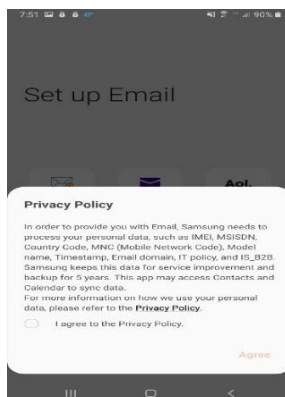 7:51
90%
Set up Email
Aol.
Privacy Policy
In order to provide you with Email, Samsung needs to
process your personal data, such as IMEI, MSISDN,
Country Code, MNC (Mobile Network Code), Model
name, Timestamp, Email domain, IT policy, and IS_B2B.
Samsung keeps this data for service improvement and
backup for 5 years. This app may access Contacts and
Calendar to sync data.
For more information on how we use your personal
data, please refer to the Privacy Policy.
I agree to the Privacy Policy.
Agree